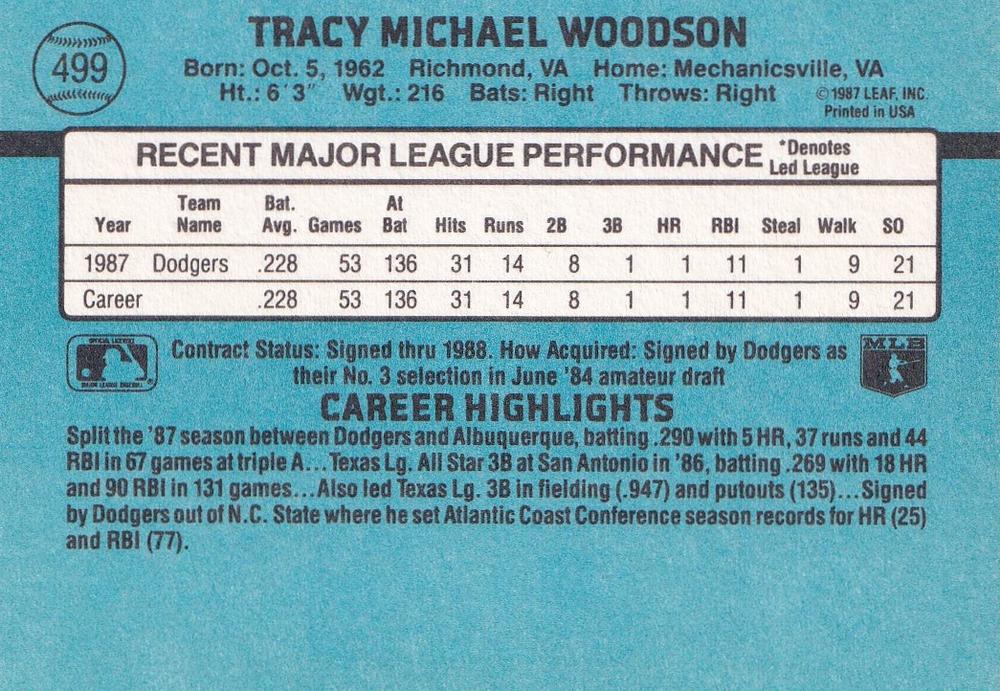 499
TRACY MICHAEL WOODSON
Born: Oct. 5, 1962 Richmond, VA Home: Mechanicsville, VA
Ht.: 6'3" Wgt.: 216 Bats: Right Throws: Right
©1987 LEAF, INC.
Printed in USA
RECENT MAJOR LEAGUE PERFORMANCE
*Denotes
Led League
Year Team Name Bat. Avg. Games At Bat Hits Runs 2B 3B HR RBI Steal Walk SO
1987 Dodgers .228 53 136 31 14 8 1 1 11 1 9 21
Career .228 53 136 31 14 8 1 1 11 1 9 21
MLB
Contract Status: Signed thru 1988. How Acquired: Signed by Dodgers as
their No. 3 selection in June '84 amateur draft
CAREER HIGHLIGHTS
Split the '87 season between Dodgers and Albuquerque, batting .290 with 5 HR, 37 runs and 44
RBI in 67 games at triple A...Texas Lg. All Star 3B at San Antonio in '86, batting .269 with 18 HR
and 90 RBI in 131 games...Also led Texas Lg. 3B in fielding (.947) and putouts (135)...Signed
by Dodgers out of N.C. State where he set Atlantic Coast Conference season records for HR (25)
and RBI (77).